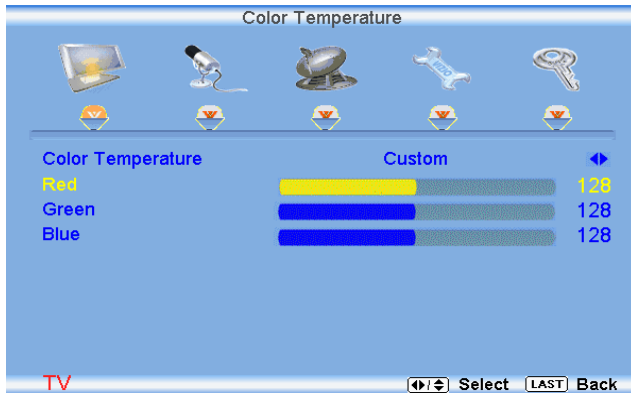 Color Temperature
Color Temperature Custom
Red 128
Green 128
Blue 128
TV Select LAST Back